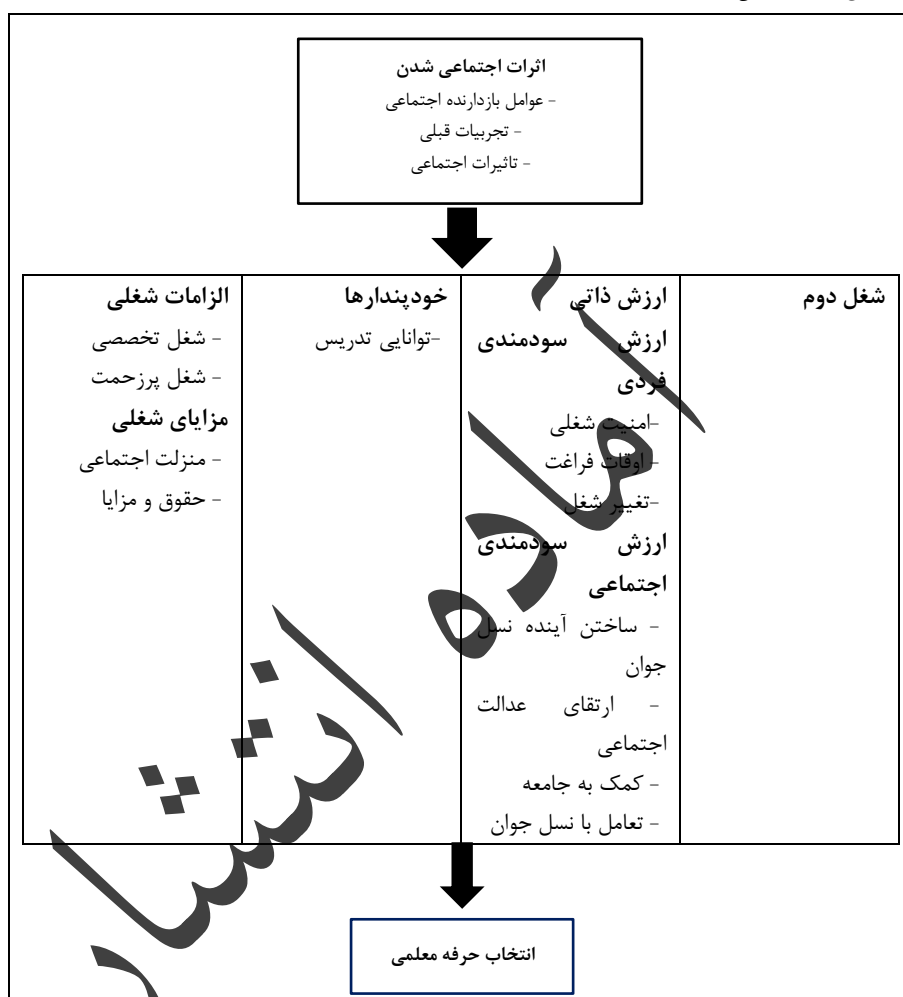 اثرات اجتماعی شدن
- عوامل بازدارنده اجتماعی
- تجربیات قبلی
- تاثیرات اجتماعی
شغل دوم
ارزش ذاتی
ارزش سودمندی
فردی
-امنیت شغلی
- اوقات فراغت
-تغییر شغل
ارزش سودمندی
اجتماعی
- ساختن آینده نسل
جوان
- ارتقای عدالت
اجتماعی
- کمک به جامعه
- تعامل با نسل جوان
خودپندارها
-توانایی تدریس
الزامات شغلی
- شغل تخصصی
- شغل پرزحمت
مزایای شغلی
- منزلت اجتماعی
- حقوق و مزایا
انتخاب حرفه معلمی
آماده انتشار